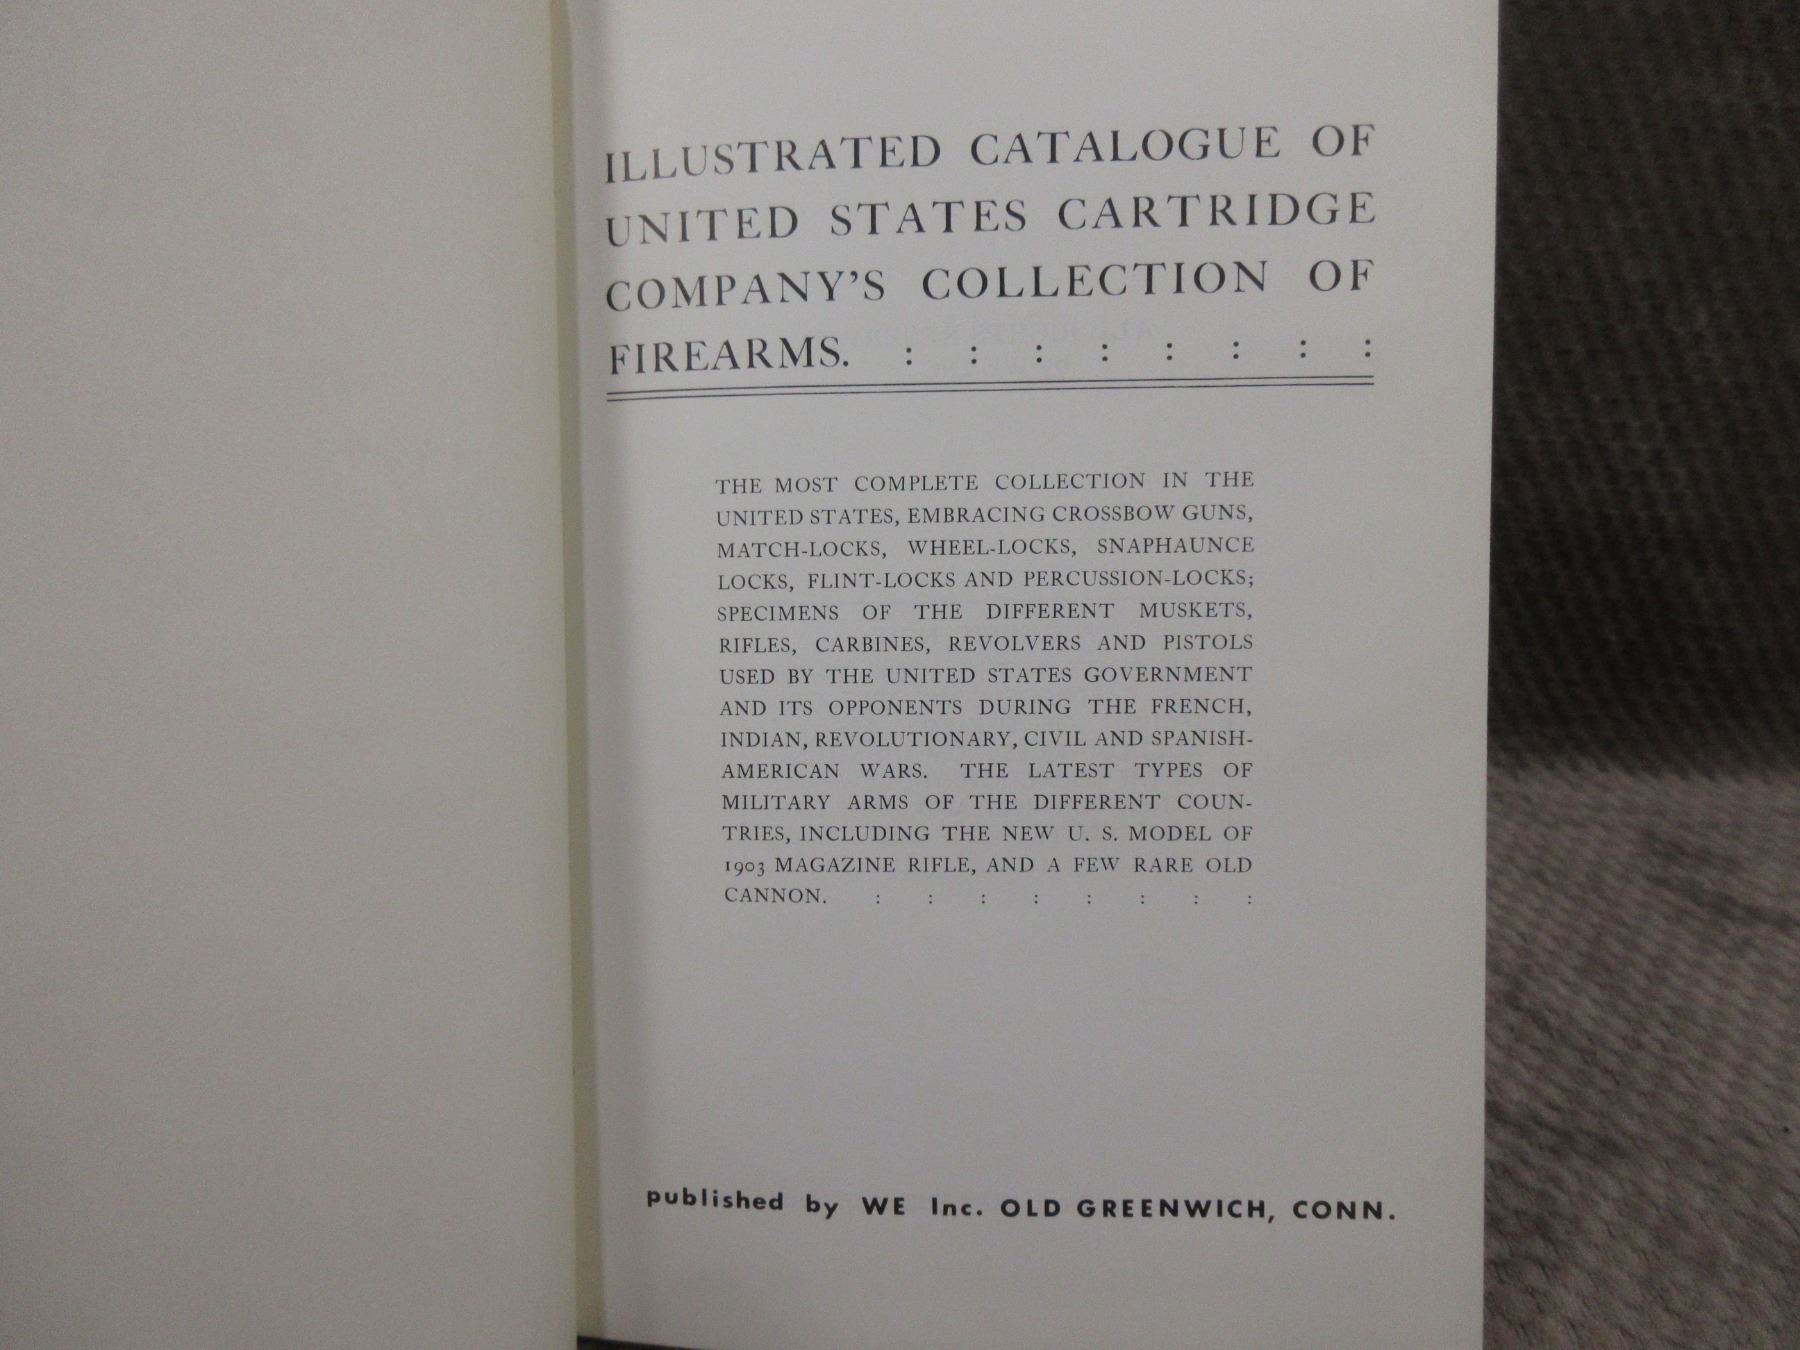 ILLUSTRATED CATALOGUE OF
UNITED STATES CARTRIDGE
COMPANY'S COLLECTION OF
FIREARMS. : : : : : : : :
THE MOST COMPLETE COLLECTION IN THE
UNITED STATES, EMBRACING CROSSBOW GUNS,
MATCH-LOCKS, WHEEL-LOCKS, SNAPHAUNCE
LOCKS, FLINT-LOCKS AND PERCUSSION-LOCKS;
SPECIMENS OF THE DIFFERENT MUSKETS,
RIFLES, CARBINES, REVOLVERS AND PISTOLS
USED BY THE UNITED STATES GOVERNMENT
AND ITS OPPONENTS DURING THE FRENCH,
INDIAN, REVOLUTIONARY, CIVIL AND SPANISH-
AMERICAN WARS. THE LATEST TYPES OF
MILITARY ARMS OF THE DIFFERENT COUN-
TRIES, INCLUDING THE NEW U. S. MODEL OF
1903 MAGAZINE RIFLE, AND A FEW RARE OLD
CANNON. : : : : : : : :
published by WE Inc. OLD GREENWICH, CONN.